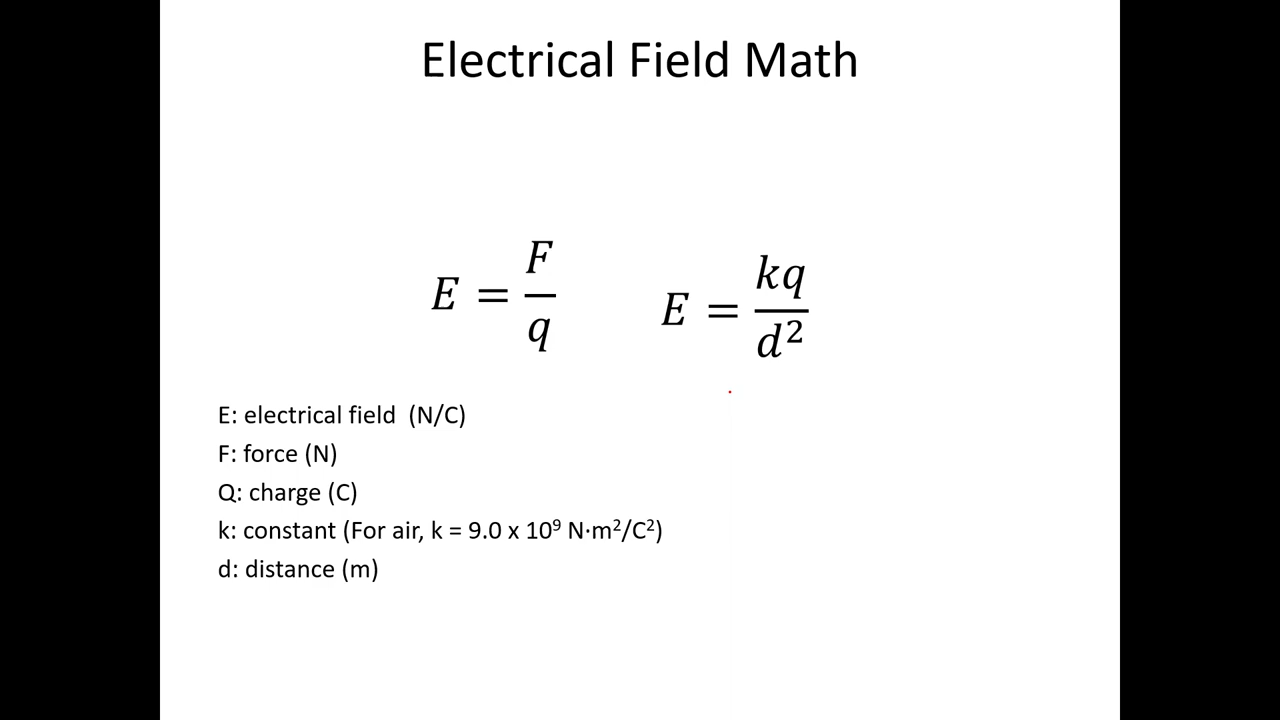 Electrical Field Math
E = F/q
E = kq/d²
E: electrical field (N/C)
F: force (N)
Q: charge (C)
k: constant (For air, k = 9.0 x 10⁹ N·m²/C²)
d: distance (m)